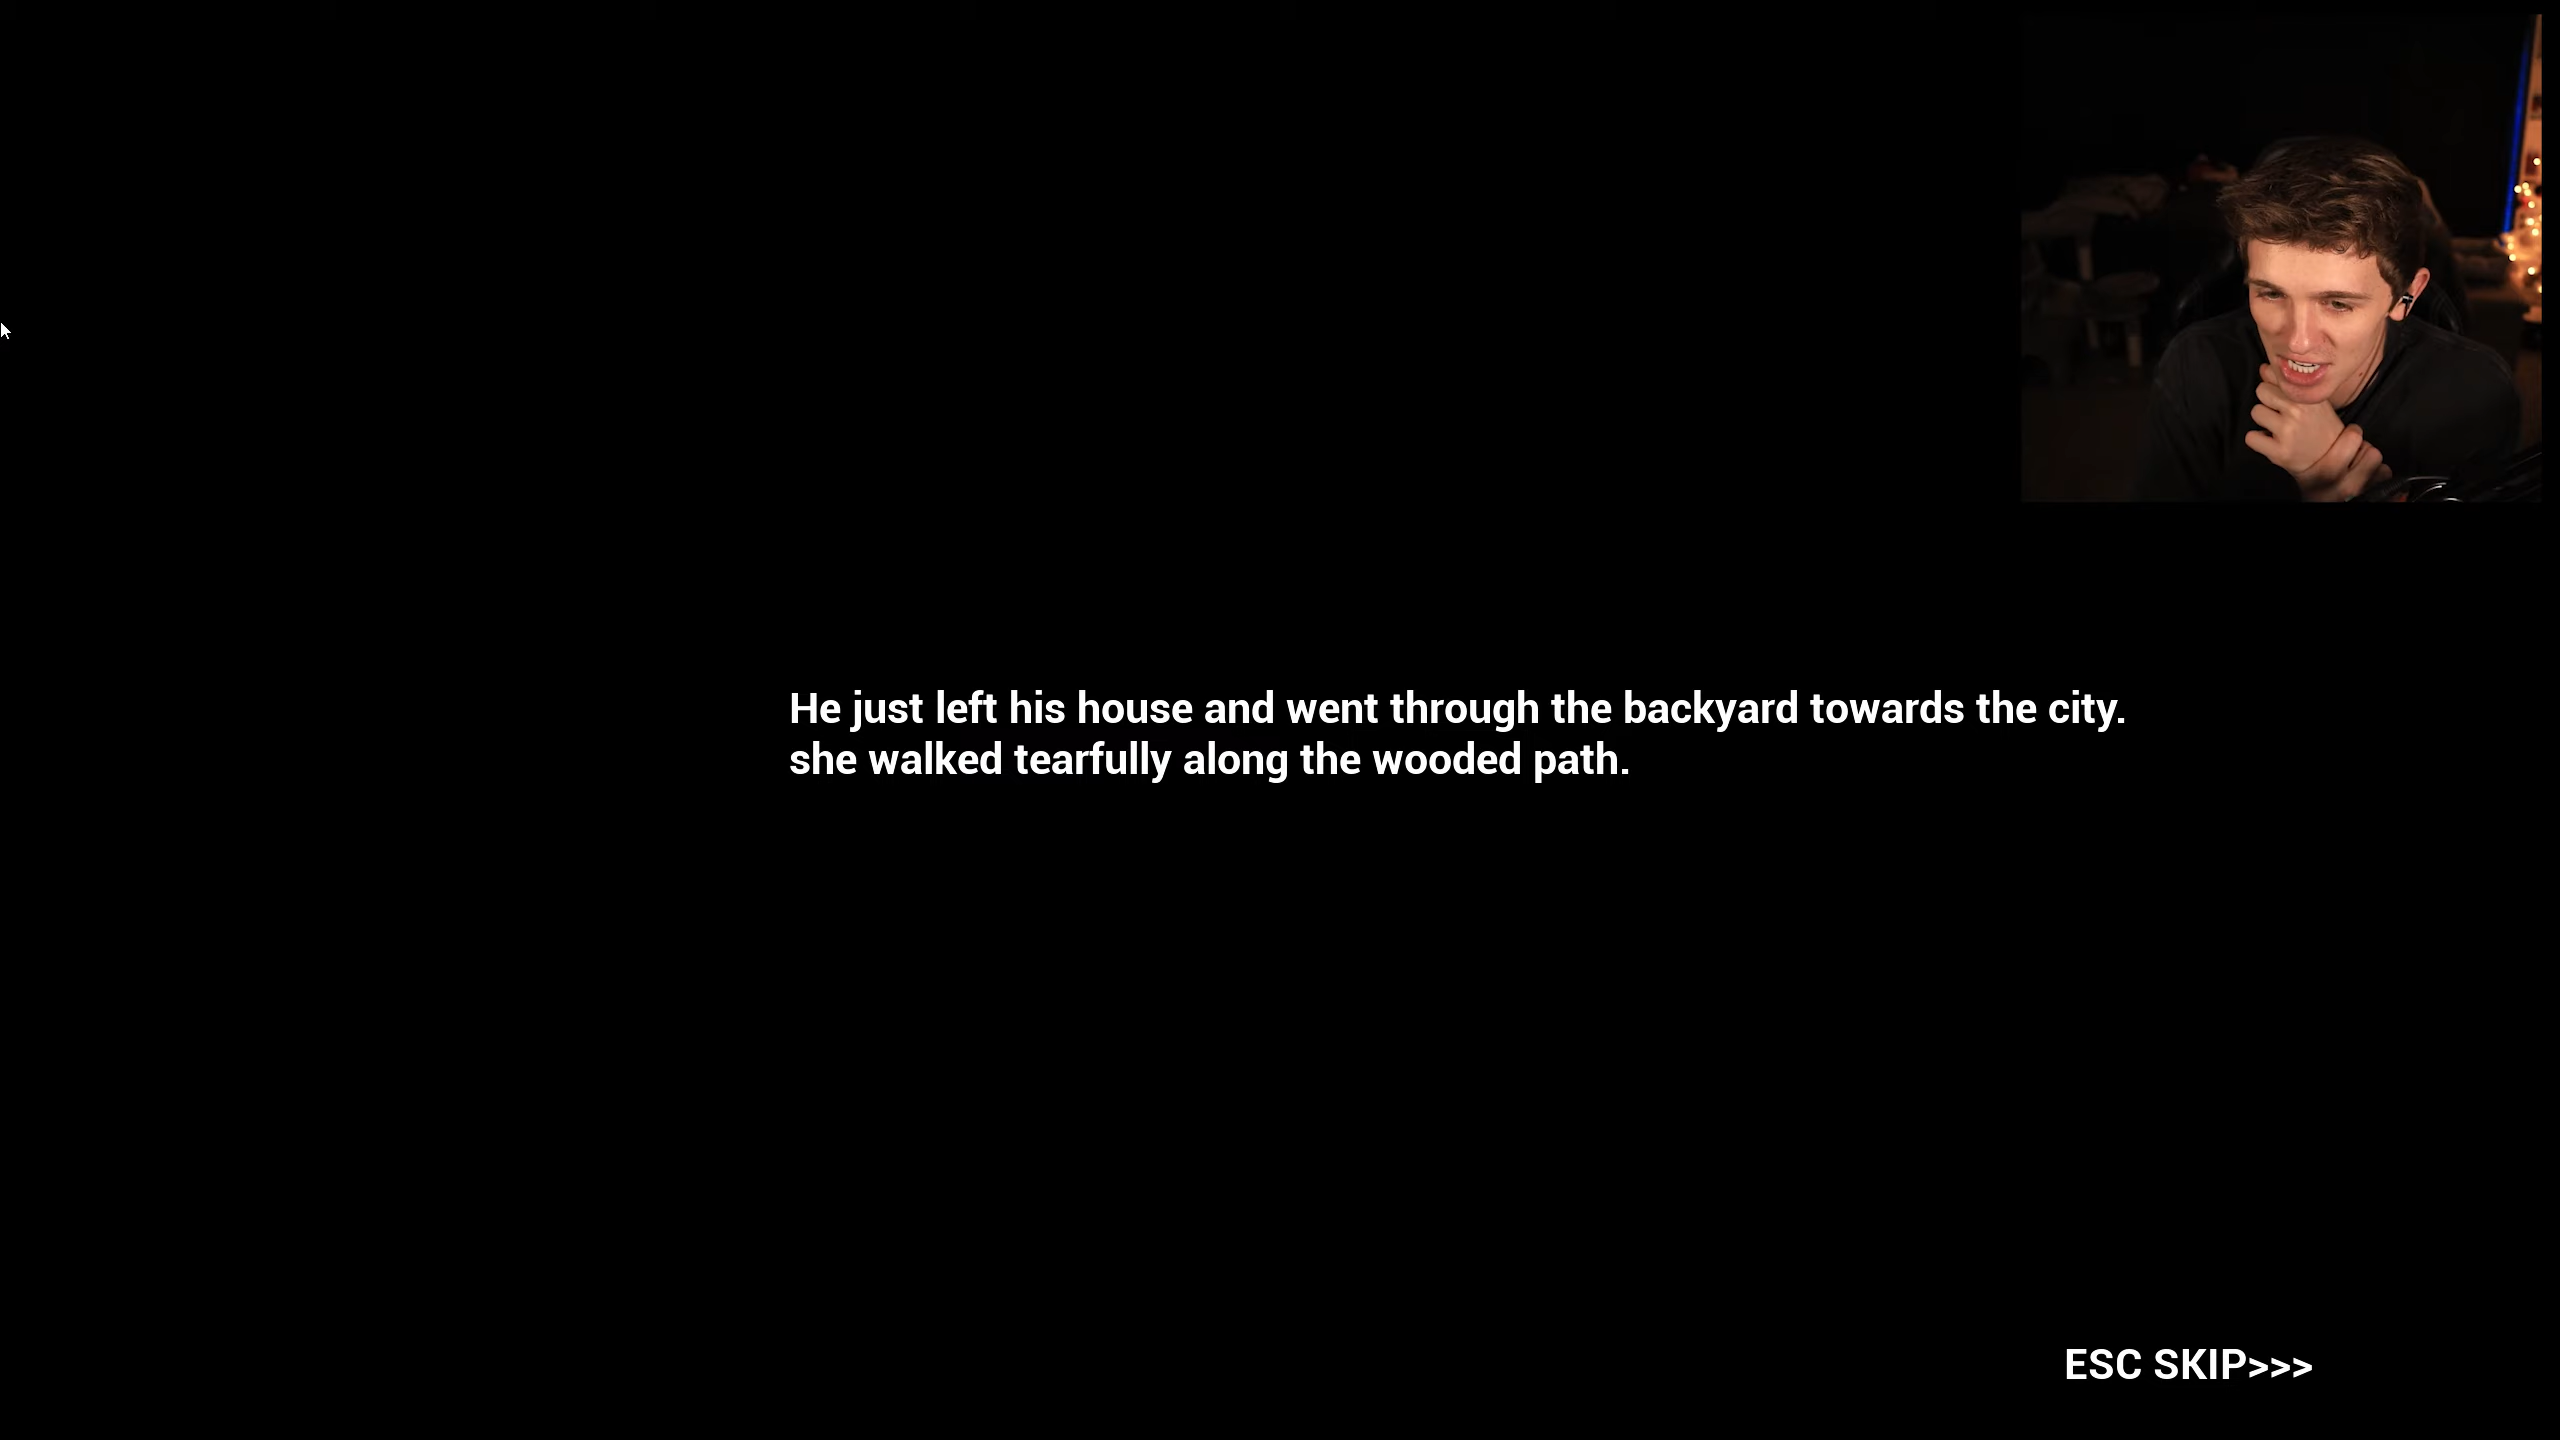 He just left his house and went through the backyard towards the city.
she walked tearfully along the wooded path.
ESC SKIP>>>